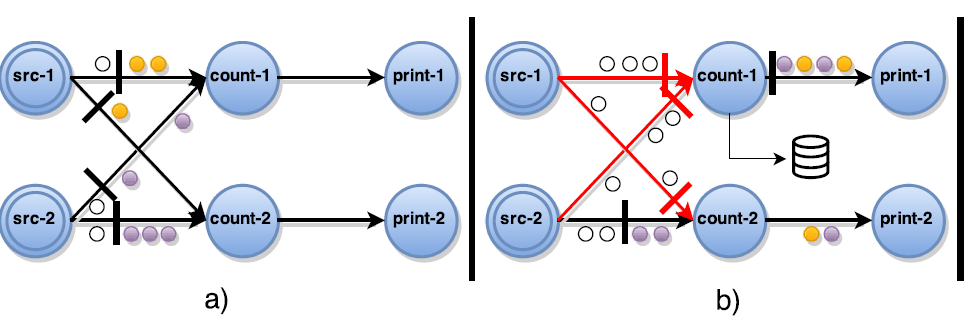 src-1 count-1 print-1 src-1 count-1 print-1
src-2 count-2 print-2 src-2 count-2 print-2
a) b)